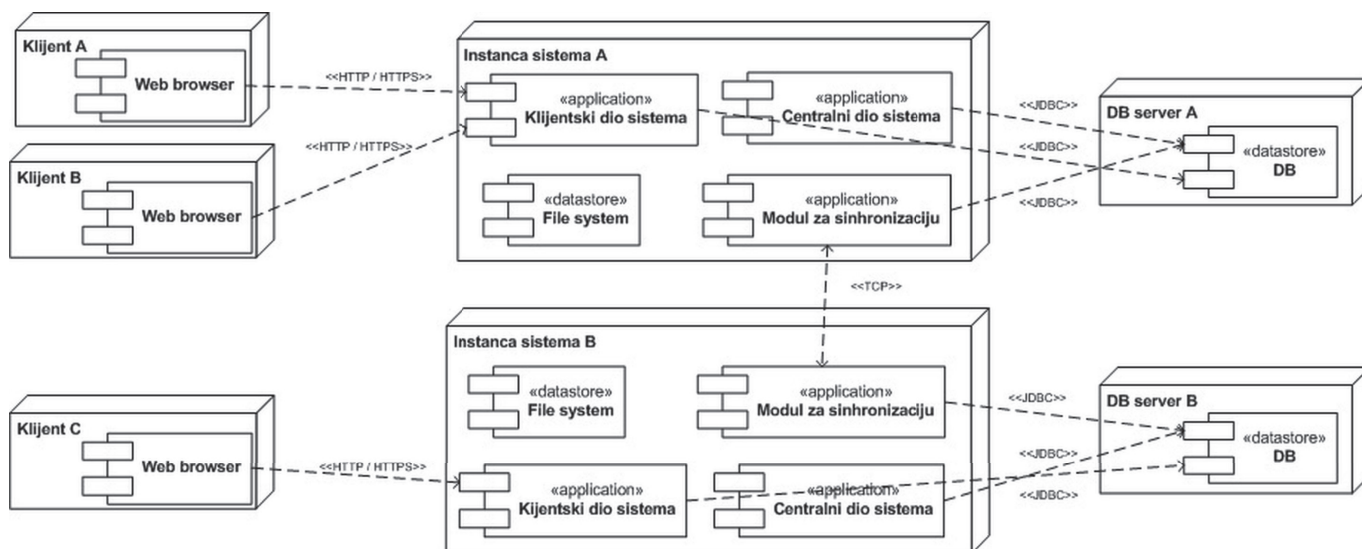 Klijent A
Web browser
<<HTTP / HTTPS>>
Klijent B
Web browser
<<HTTP / HTTPS>>
Instanca sistema A
«application»
Klijentski dio sistema
«application»
Centralni dio sistema
«datastore»
File system
«application»
Modul za sinhronizaciju
<<JDBC>>
<<JDBC>>
<<JDBC>>
DB server A
«datastore»
DB
<<TCP>>
Klijent C
Web browser
<<HTTP / HTTPS>>
Instanca sistema B
«datastore»
File system
«application»
Modul za sinhronizaciju
«application»
Kijentski dio sistema
«application»
Centralni dio sistema
<<JDBC>>
<<JDBC>>
<<JDBC>>
DB server B
«datastore»
DB